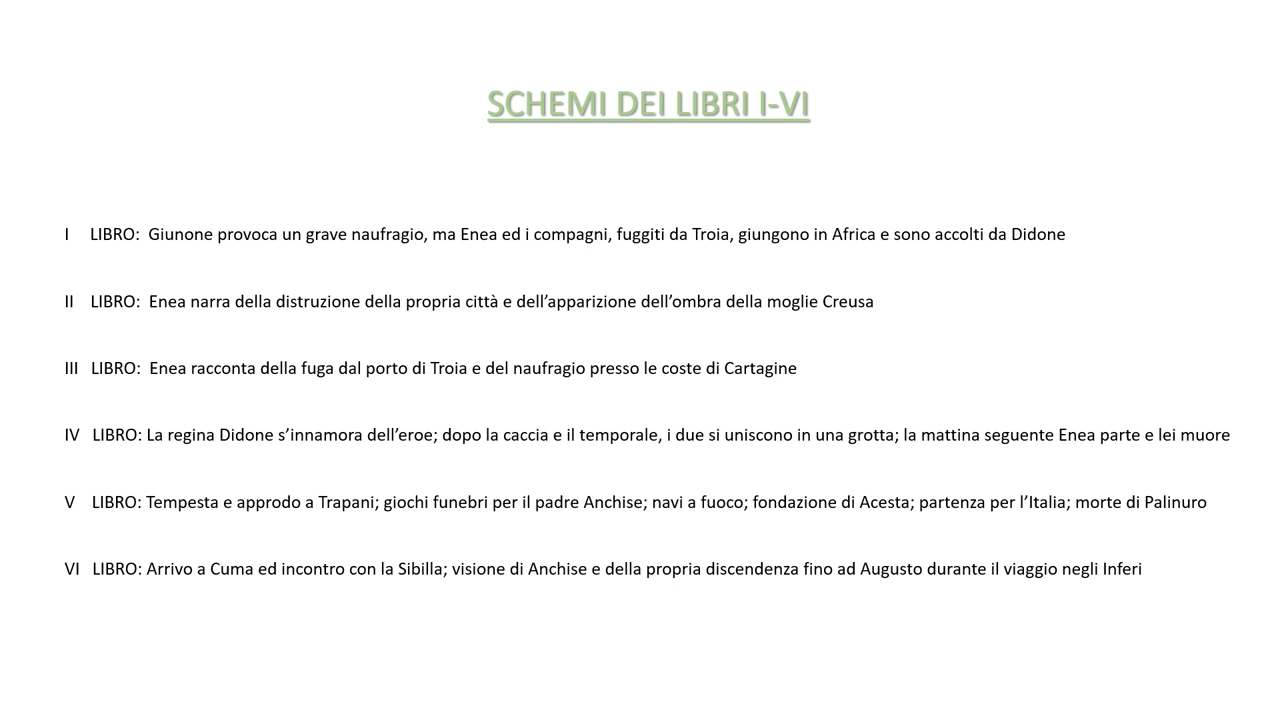 SCHEMI DEI LIBRI I-VI
I LIBRO: Giunone provoca un grave naufragio, ma Enea ed i compagni, fuggiti da Troia, giungono in Africa e sono accolti da Didone
II LIBRO: Enea narra della distruzione della propria città e dell’apparizione dell’ombra della moglie Creusa
III LIBRO: Enea racconta della fuga dal porto di Troia e del naufragio presso le coste di Cartagine
IV LIBRO: La regina Didone s’innamora dell’eroe; dopo la caccia e il temporale, i due si uniscono in una grotta; la mattina seguente Enea parte e lei muore
V LIBRO: Tempesta e approdo a Trapani; giochi funebri per il padre Anchise; navi a fuoco; fondazione di Acesta; partenza per l’Italia; morte di Palinuro
VI LIBRO: Arrivo a Cuma ed incontro con la Sibilla; visione di Anchise e della propria discendenza fino ad Augusto durante il viaggio negli Inferi